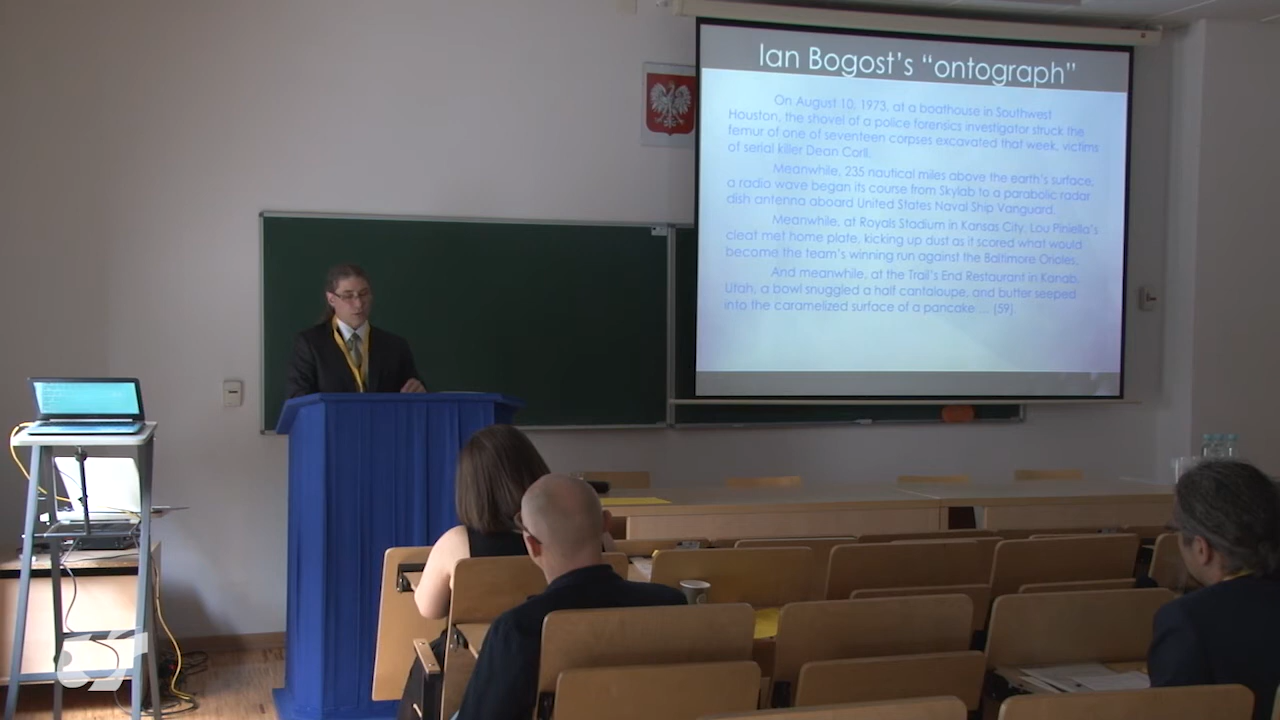 Ian Bogost's “ontograph”
On August 10, 1973, at a boathouse in Southwest
Houston, the shovel of a police forensics investigator struck the
femur of one of seventeen corpses excavated that week, victims
of serial killer Dean Corll.
Meanwhile, 235 nautical miles above the earth's surface,
a radio wave began its course from Skylab to a parabolic radar
dish antenna aboard United States Naval Ship Vanguard.
Meanwhile, at Royals Stadium in Kansas City, Lou Piniella's
cleat met home plate, kicking up dust as it scored what would
become the team's winning run against the Baltimore Orioles.
And meanwhile, at the Trail's End Restaurant in Kanab,
Utah, a bowl snuggled a half cantaloupe, and butter seeped
into the caramelized surface of a pancake … (59).